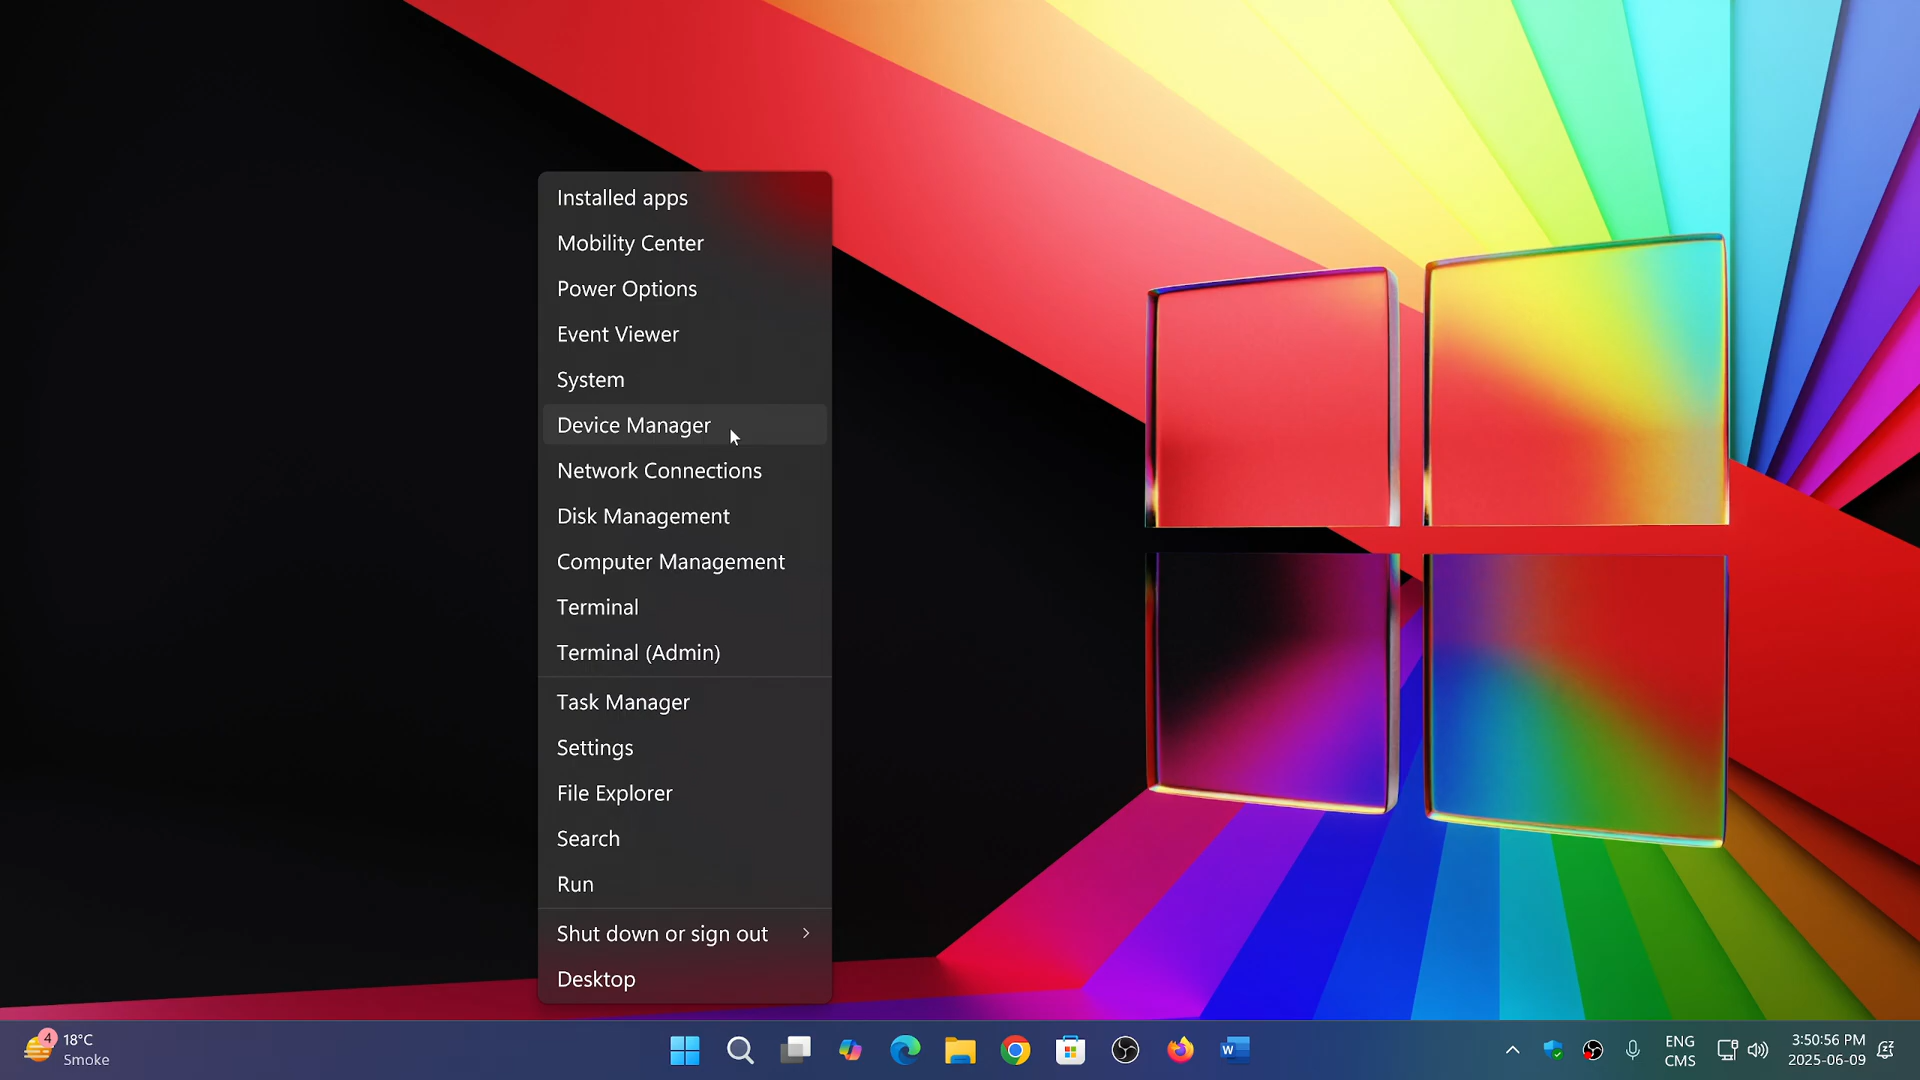 Installed apps
Mobility Center
Power Options
Event Viewer
System
Device Manager
Network Connections
Disk Management
Computer Management
Terminal
Terminal (Admin)
Task Manager
Settings
File Explorer
Search
Run
Shut down or sign out
Desktop
4
18°C
Smoke
W
ENG
CMS
3:50:56 PM
2025-06-09